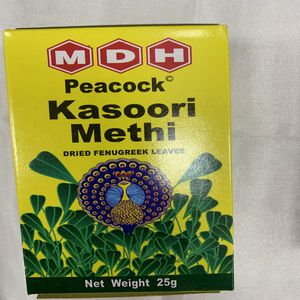 MDH
Peacock©
Kasoori
Methi
DRIED FENUGREEK LEAVES
Net Weight 25g